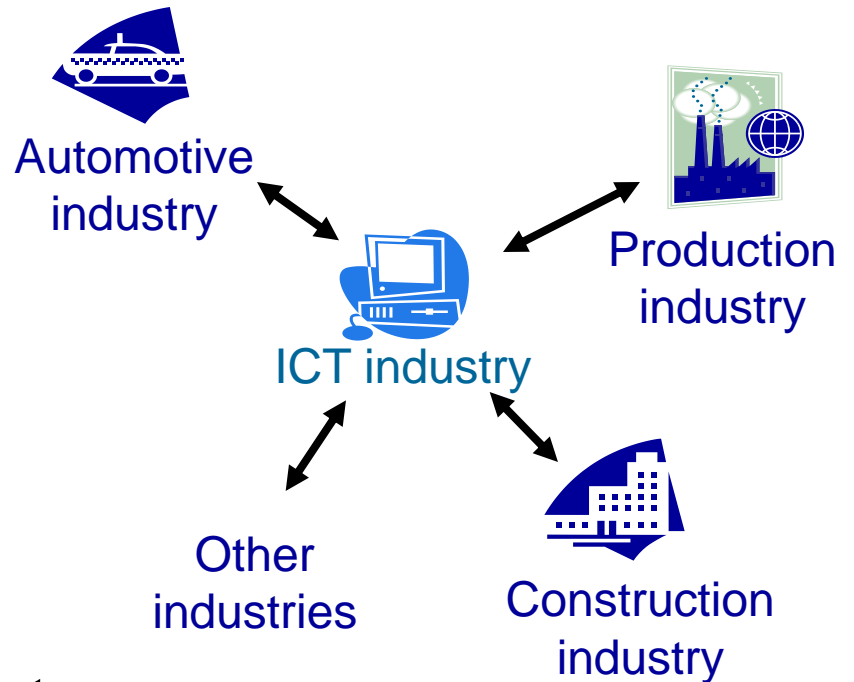 Automotive
industry
Production
industry
ICT industry
Other
industries
Construction
industry